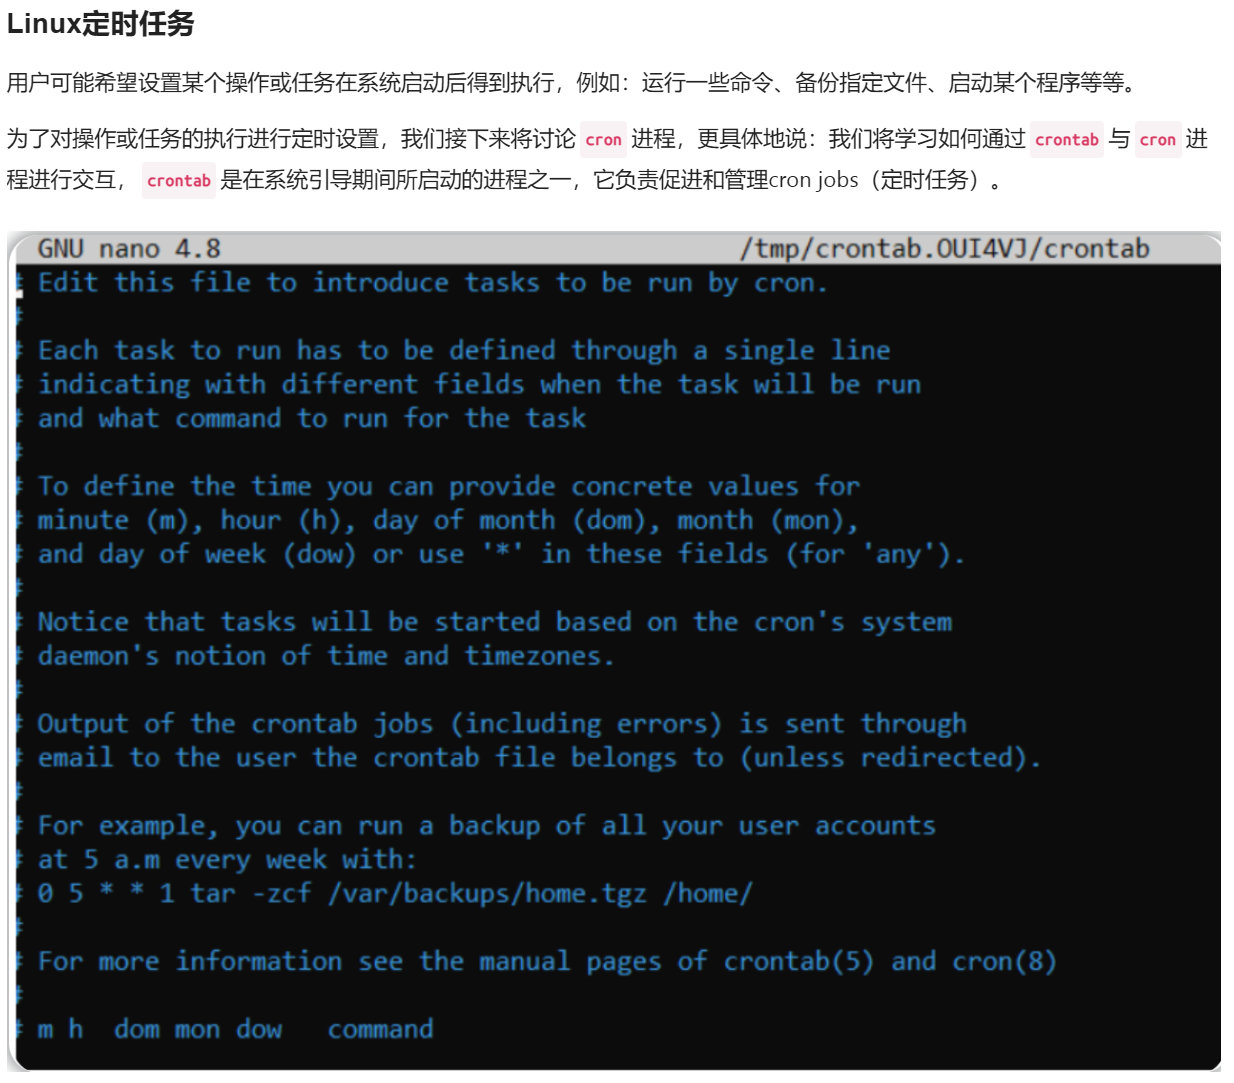 Linux定时任务
用户可能希望设置某个操作或任务在系统启动后得到执行，例如：运行一些命令、备份指定文件、启动某个程序等等。
为了对操作或任务的执行进行定时设置，我们接下来将讨论 cron 进程，更具体地说：我们将学习如何通过 crontab 与 cron 进
程进行交互， crontab 是在系统引导期间所启动的进程之一，它负责促进和管理cron jobs（定时任务）。
GNU nano 4.8 /tmp/crontab.OUI4VJ/crontab
# Edit this file to introduce tasks to be run by cron.
#
# Each task to run has to be defined through a single line
# indicating with different fields when the task will be run
# and what command to run for the task
#
# To define the time you can provide concrete values for
# minute (m), hour (h), day of month (dom), month (mon),
# and day of week (dow) or use '*' in these fields (for 'any').
#
# Notice that tasks will be started based on the cron's system
# daemon's notion of time and timezones.
#
# Output of the crontab jobs (including errors) is sent through
# email to the user the crontab file belongs to (unless redirected).
#
# For example, you can run a backup of all your user accounts
# at 5 a.m every week with:
# 0 5 * * 1 tar -zcf /var/backups/home.tgz /home/
#
# For more information see the manual pages of crontab(5) and cron(8)
#
# m h  dom mon dow   command